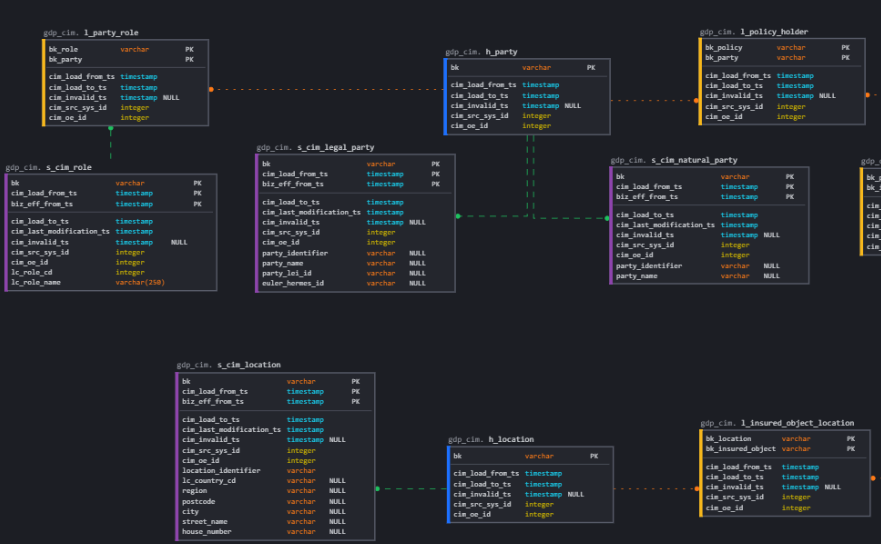 gdp_cim. l_party_role
bk_role varchar PK
bk_party varchar PK
cim_load_from_ts timestamp
cim_load_to_ts timestamp
cim_invalid_ts timestamp NULL
cim_src_sys_id integer
cim_oe_id integer
gdp_cim. h_party
bk varchar PK
cim_load_from_ts timestamp
cim_load_to_ts timestamp
cim_invalid_ts timestamp NULL
cim_src_sys_id integer
cim_oe_id integer
gdp_cim. l_policy_holder
bk_policy varchar PK
bk_party varchar PK
cim_load_from_ts timestamp
cim_load_to_ts timestamp
cim_invalid_ts timestamp NULL
cim_src_sys_id integer
cim_oe_id integer
gdp_cim. s_cim_role
bk varchar PK
cim_load_from_ts timestamp PK
biz_eff_from_ts timestamp PK
cim_load_to_ts timestamp
cim_last_modification_ts timestamp
cim_invalid_ts timestamp NULL
cim_src_sys_id integer
cim_oe_id integer
lc_role_cd integer
lc_role_name varchar(250)
gdp_cim. s_cim_legal_party
bk varchar PK
cim_load_from_ts timestamp PK
biz_eff_from_ts timestamp PK
cim_load_to_ts timestamp
cim_last_modification_ts timestamp
cim_invalid_ts timestamp NULL
cim_src_sys_id integer
cim_oe_id integer
party_identifier varchar NULL
party_name varchar NULL
party_lei_id varchar NULL
euler_hermes_id varchar NULL
gdp_cim. s_cim_natural_party
bk varchar PK
cim_load_from_ts timestamp PK
biz_eff_from_ts timestamp PK
cim_load_to_ts timestamp
cim_last_modification_ts timestamp
cim_invalid_ts timestamp NULL
cim_src_sys_id integer
cim_oe_id integer
party_identifier varchar NULL
party_name varchar NULL
gdp_cim. s_cim_location
bk varchar PK
cim_load_from_ts timestamp PK
biz_eff_from_ts timestamp PK
cim_load_to_ts timestamp
cim_last_modification_ts timestamp
cim_invalid_ts timestamp NULL
cim_src_sys_id integer
cim_oe_id integer
location_identifier varchar
lc_country_cd varchar NULL
region varchar NULL
postcode varchar NULL
city varchar NULL
street_name varchar NULL
house_number varchar NULL
gdp_cim. h_location
bk varchar PK
cim_load_from_ts timestamp
cim_load_to_ts timestamp
cim_invalid_ts timestamp NULL
cim_src_sys_id integer
cim_oe_id integer
gdp_cim. l_insured_object_location
bk_location varchar PK
bk_insured_object varchar PK
cim_load_from_ts timestamp
cim_load_to_ts timestamp
cim_invalid_ts timestamp NULL
cim_src_sys_id integer
cim_oe_id integer